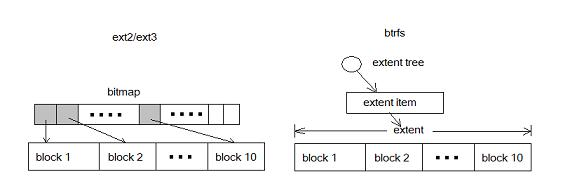 ext2/ext3
bitmap
block 1
block 2
block 10
btrfs
extent tree
extent item
extent
block 1
block 2
block 10